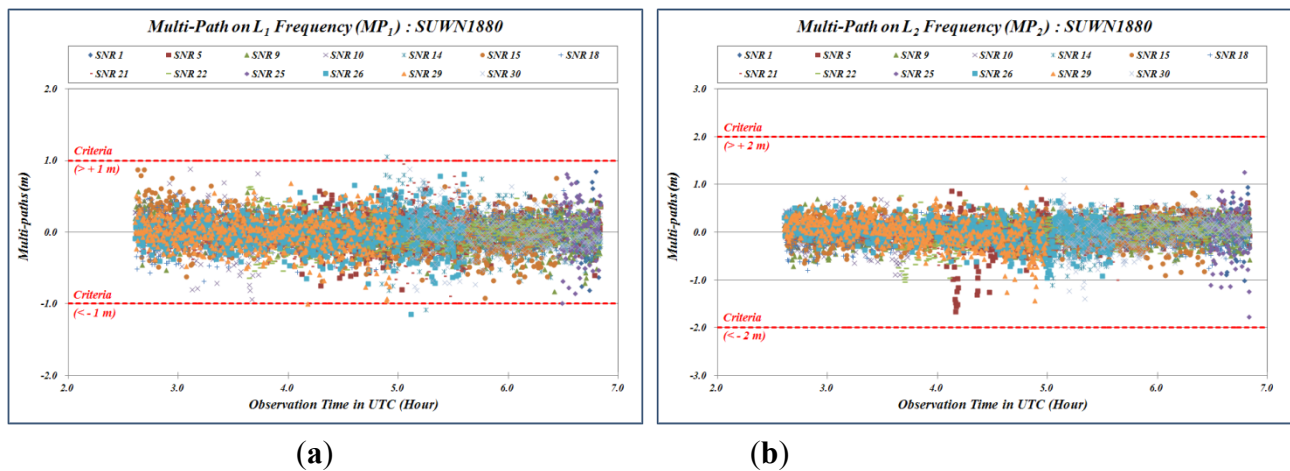 Multi-Path on L1 Frequency (MP1) : SUWN1880
SNR 1 SNR 5 SNR 9 SNR 10 SNR 14 SNR 15 SNR 18
SNR 21 SNR 22 SNR 25 SNR 26 SNR 29 SNR 30
2.0
Criteria
1.0
(> + 1 m)
0.0
Criteria
-1.0
(< - 1 m)
-2.0
2.0 3.0 4.0 5.0 6.0 7.0
Multi-paths (m)
Observation Time in UTC (Hour)
(a)
Multi-Path on L2 Frequency (MP2) : SUWN1880
SNR 1 SNR 5 SNR 9 SNR 10 SNR 14 SNR 15 SNR 18
SNR 21 SNR 22 SNR 25 SNR 26 SNR 29 SNR 30
3.0
Criteria
2.0
(> + 2 m)
1.0
0.0
-1.0
Criteria
-2.0
(< - 2 m)
-3.0
2.0 3.0 4.0 5.0 6.0 7.0
Multi-paths (m)
Observation Time in UTC (Hour)
(b)